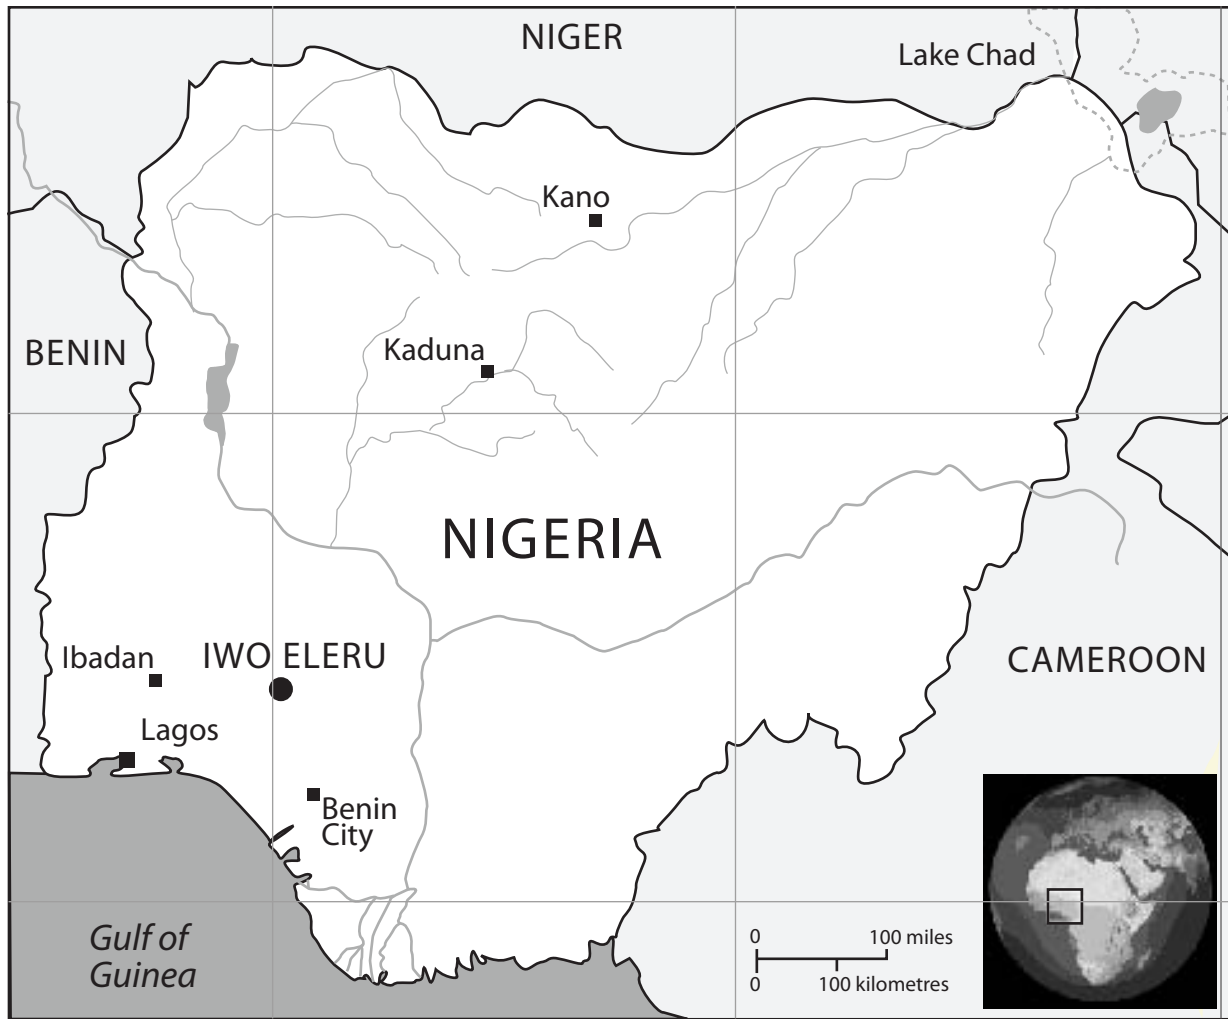 NIGER
Lake Chad
Kano
BENIN
Kaduna
NIGERIA
Ibadan
IWO ELERU
CAMEROON
Lagos
Benin
City
Gulf of
Guinea
0 100 miles
0 100 kilometres